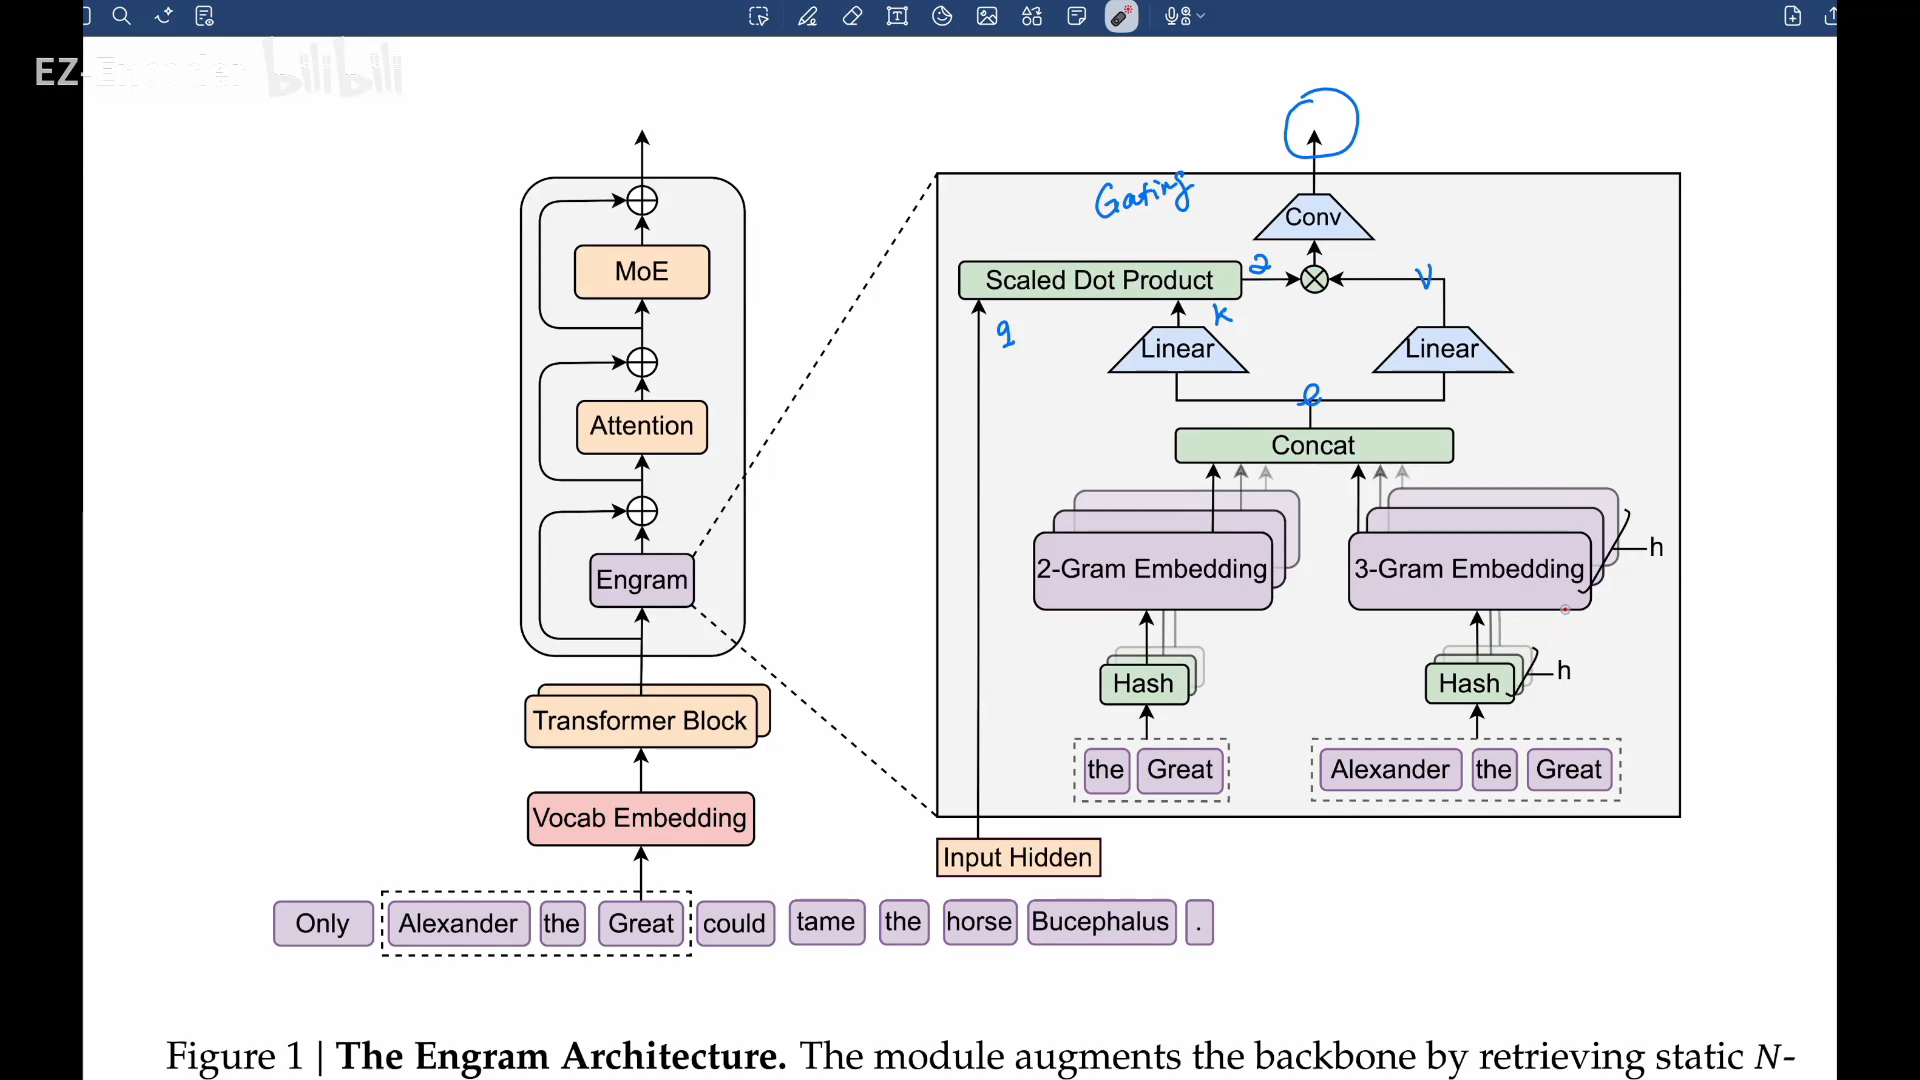 EZ-Encoder bilibili
Gating
Conv
MoE
Scaled Dot Product
2
V
q
k
Linear
Linear
e
Attention
Concat
2-Gram Embedding
3-Gram Embedding
h
Engram
Hash
Hash
h
Transformer Block
the Great
Alexander the Great
Vocab Embedding
Input Hidden
Only Alexander the Great could tame the horse Bucephalus .
Figure 1 | The Engram Architecture. The module augments the backbone by retrieving static N-